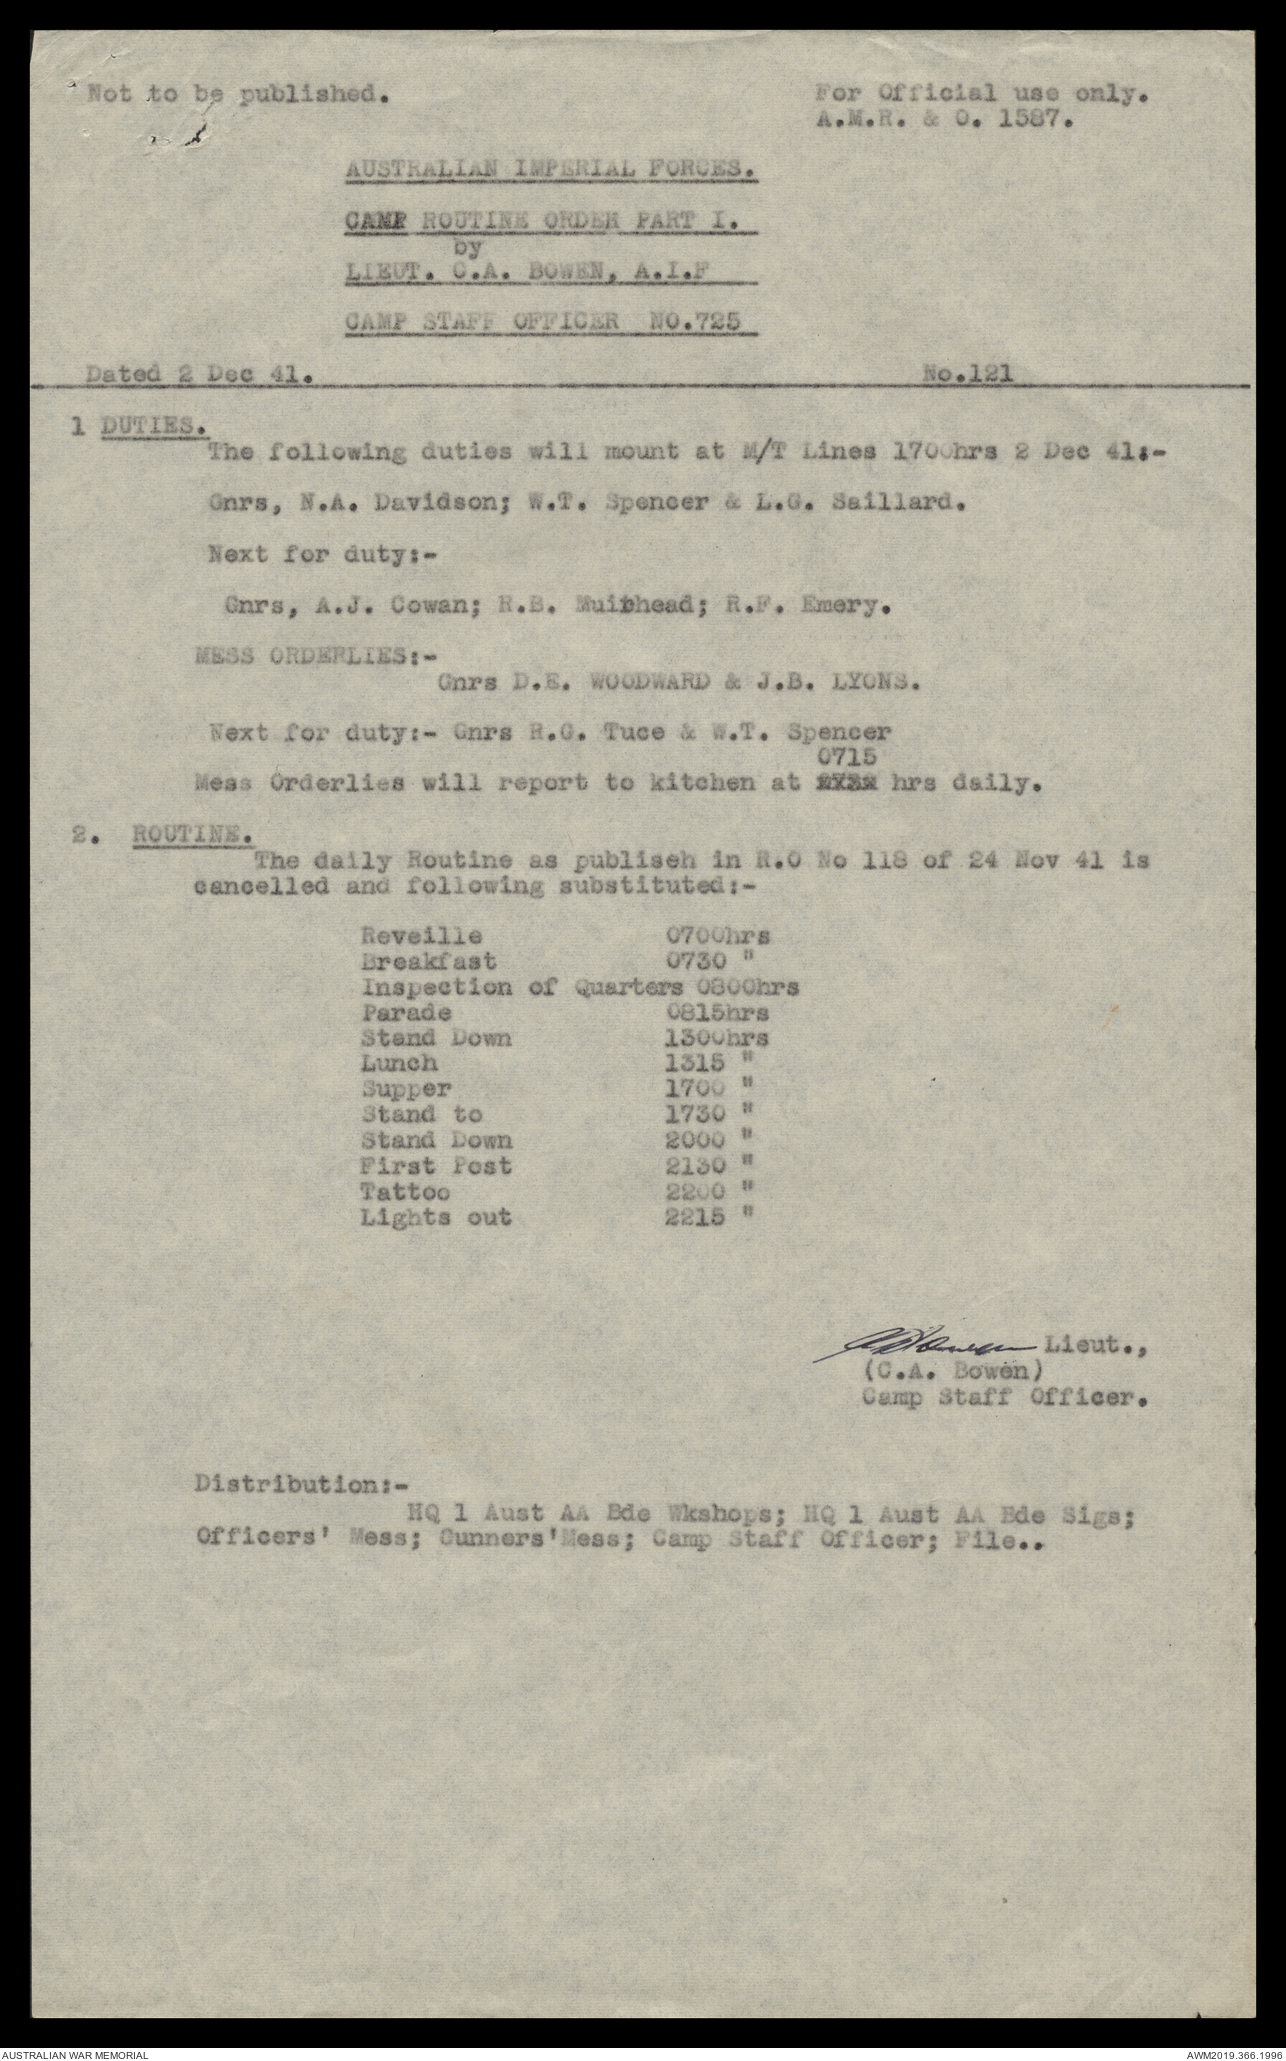 Not to be published. For Official use only.
A.M.R. & O. 1587.
AUSTRALIAN IMPERIAL FORCES.
CAMP ROUTINE ORDER PART I.
by
LIEUT. C.A. BOWEN, A.I.F
CAMP STAFF OFFICER NO.725
Dated 2 Dec 41. No.121
1 DUTIES.
The following duties will mount at M/T Lines 1700hrs 2 Dec 41:-
Gnrs, N.A. Davidson; W.T. Spencer & L.G. Saillard.
Next for duty:-
Gnrs, A.J. Cowan; R.B. Muirhead; R.F. Emery.
MESS ORDERLIES:-
Gnrs D.E. WOODWARD & J.B. LYONS.
Next for duty:- Gnrs R.G. Tuce & W.T. Spencer
0715
Mess Orderlies will report to kitchen at hrs daily.
2. ROUTINE.
The daily Routine as publiseh in R.O No 118 of 24 Nov 41 is
cancelled and following substituted:-
Reveille 0700hrs
Breakfast 0730 "
Inspection of Quarters 0800hrs
Parade 0815hrs
Stand Down 1300hrs
Lunch 1315 "
Supper 1700 "
Stand to 1730 "
Stand Down 2000 "
First Post 2130 "
Tattoo 2200 "
Lights out 2215 "
CABowen Lieut.,
(C.A. Bowen)
Camp Staff Officer.
Distribution:-
HQ 1 Aust AA Bde Wkshops; HQ 1 Aust AA Bde Sigs;
Officers' Mess; Gunners'Mess; Camp Staff Officer; File..
AUSTRALIAN WAR MEMORIAL AWM2019.366.1996